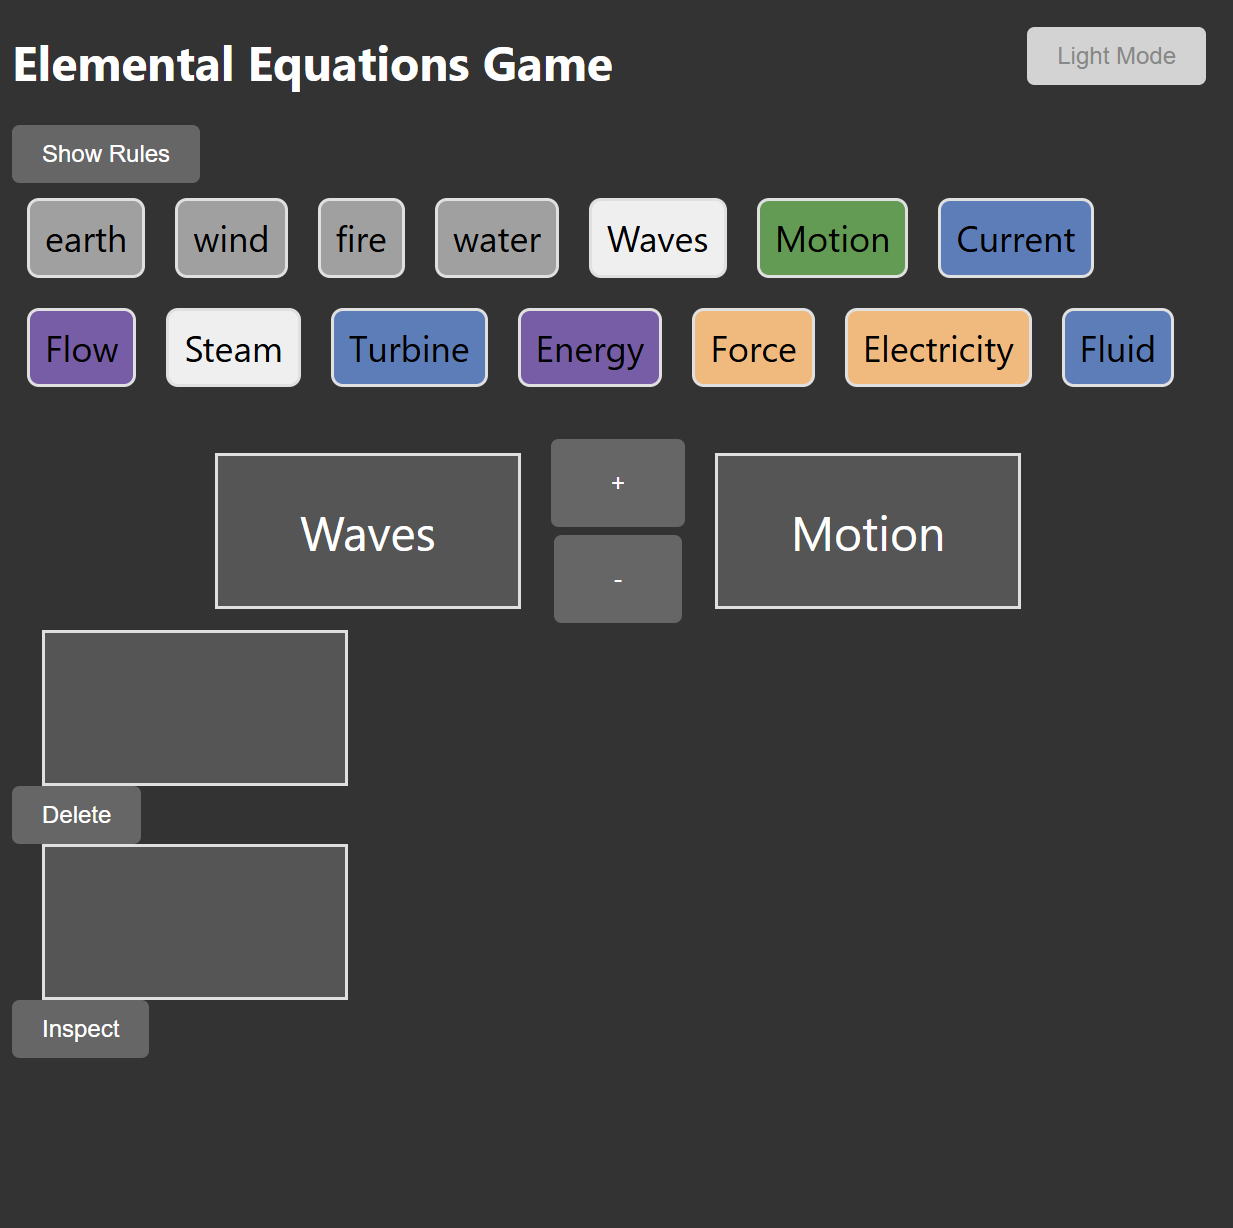 Elemental Equations Game
Light Mode
Show Rules
earth wind fire water Waves Motion Current
Flow Steam Turbine Energy Force Electricity Fluid
Waves + Motion
-
Delete
Inspect